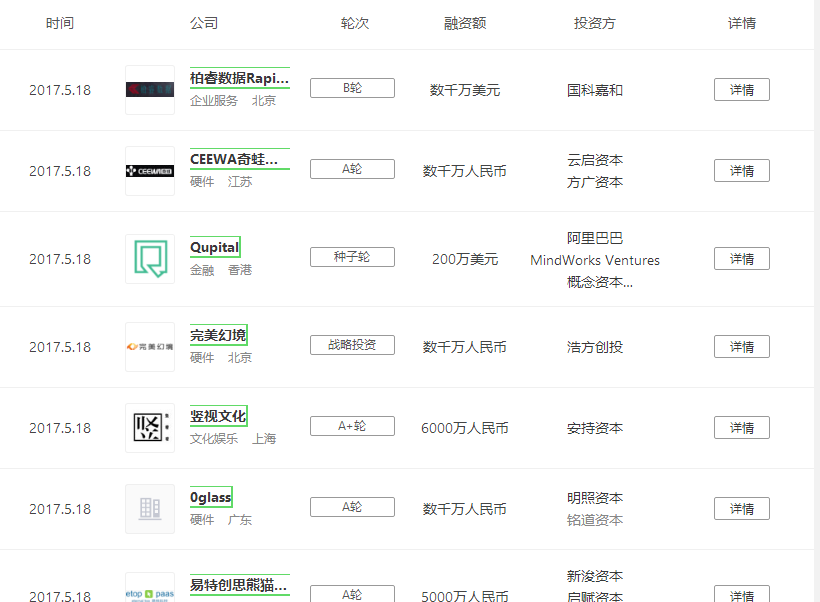 时间 公司 轮次 融资额 投资方 详情
柏睿数据Rapi...
2017.5.18 B轮 数千万美元 国科嘉和 详情
企业服务 北京
CEEWA奇蛙...
云启资本
2017.5.18 CEEWA A轮 数千万人民币 详情
硬件 江苏
方广资本
阿里巴巴
Qupital
2017.5.18 种子轮 200万美元 MindWorks Ventures 详情
金融 香港
概念资本...
完美幻境
2017.5.18 完美幻境 战略投资 数千万人民币 浩方创投 详情
硬件 北京
竖视文化
2017.5.18 A+轮 6000万人民币 安持资本 详情
文化娱乐 上海
0glass
明照资本
2017.5.18 A轮 数千万人民币 详情
硬件 广东
铭道资本
新浚资本
易特创思熊猫...
2017.5.18 etop paas A轮 5000万人民币 启赋资本 详情